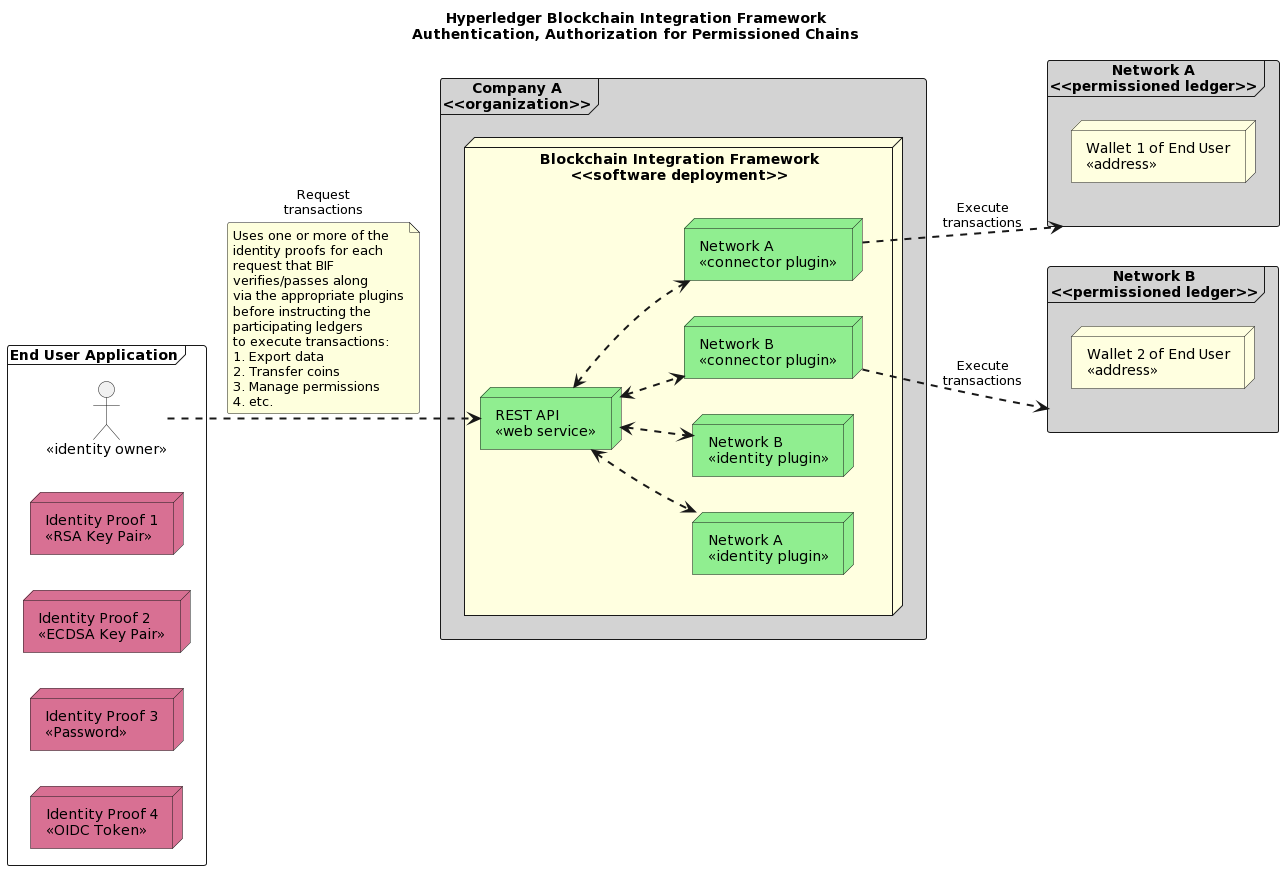 Hyperledger Blockchain Integration Framework
Authentication, Authorization for Permissioned Chains
End User Application
«identity owner»
Identity Proof 1
«RSA Key Pair»
Identity Proof 2
«ECDSA Key Pair»
Identity Proof 3
«Password»
Identity Proof 4
«OIDC Token»
Request
transactions
Uses one or more of the
identity proofs for each
request that BIF
verifies/passes along
via the appropriate plugins
before instructing the
participating ledgers
to execute transactions:
1. Export data
2. Transfer coins
3. Manage permissions
4. etc.
Company A
<<organization>>
Blockchain Integration Framework
<<software deployment>>
REST API
«web service»
Network A
«connector plugin»
Network B
«connector plugin»
Network B
«identity plugin»
Network A
«identity plugin»
Execute
transactions
Execute
transactions
Network A
<<permissioned ledger>>
Wallet 1 of End User
«address»
Network B
<<permissioned ledger>>
Wallet 2 of End User
«address»